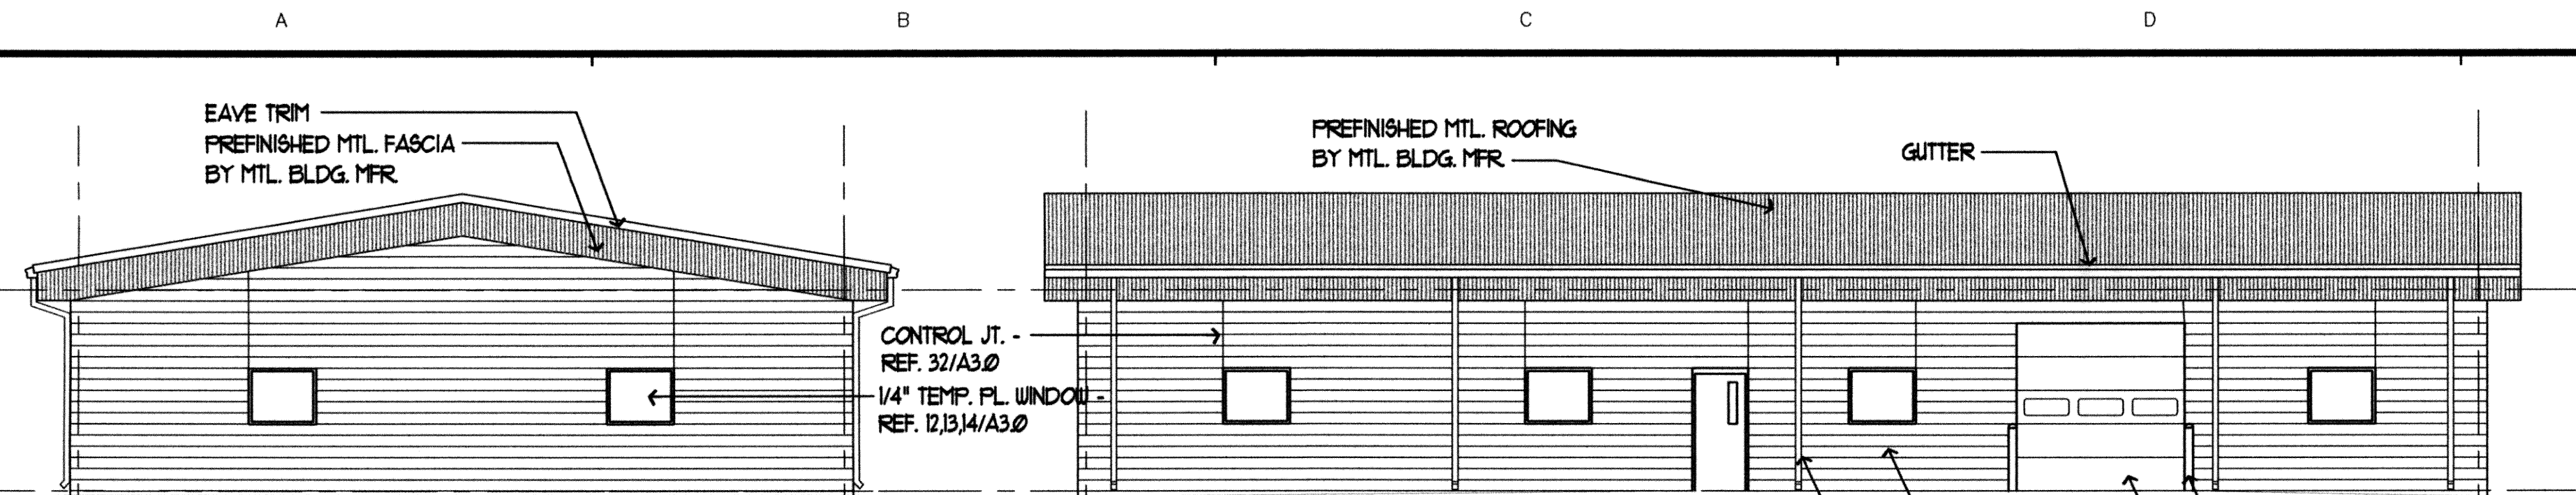 A
B
C
D
EAVE TRIM
PREFINISHED MTL. FASCIA
BY MTL. BLDG. MFR.
PREFINISHED MTL. ROOFING
BY MTL. BLDG. MFR.
GUTTER
CONTROL JT. -
REF. 32/A3.0
1/4" TEMP. PL. WINDOW -
REF. 12,13,14/A3.0